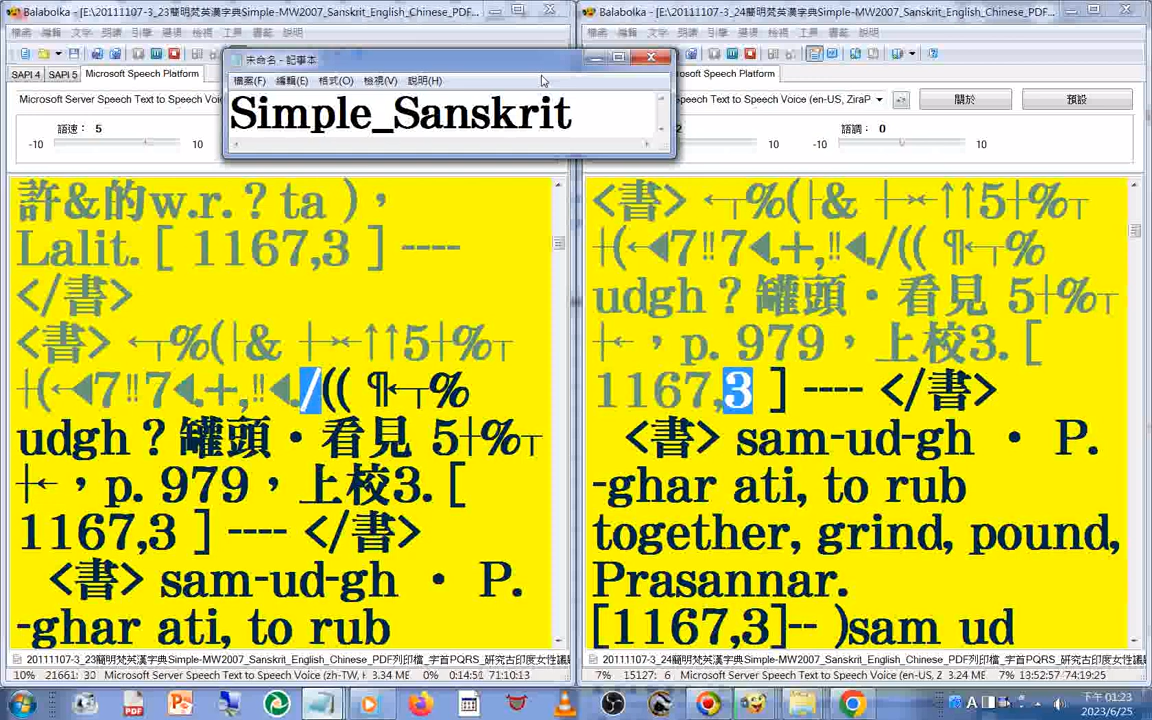 Balabolka - [E:\20111107-3_23簡明梵英漢字典Simple-MW2007_Sanskrit_English_Chinese_PDF...
Balabolka - [E:\20111107-3_24簡明梵英漢字典Simple-MW2007_Sanskrit_English_Chinese_PDF...
未命名 - 記事本
檔案(F) 編輯(E) 格式(O) 檢視(V) 說明(H)
Simple_Sanskrit
SAPI 4 SAPI 5 Microsoft Speech Platform
Microsoft Server Speech Text to Speech Voice
語速： 5
-10 10
Platform
Speech Text to Speech Voice (en-US, ZiraP
關於 預設
2 語調： 0
10 -10 10
許&的w.r.？ta )，
Lalit. [ 1167,3 ] ----
</書>
<書> ←┬%(├& ┼×←↑↑5┼%┬
┼(←◀7‼7◀.+,‼◀./(( ¶←┬%
udgh？罐頭・看見 5┼%┬
┼←，p. 979，上校3. [
1167,3 ] ---- </書>
<書> sam-ud-gh ・ P.
-ghar ati, to rub
<書> ←┬%(├& ┼×←↑↑5┼%┬
┼(←◀7‼7◀.+,‼◀./(( ¶←┬%
udgh？罐頭・看見 5┼%┬
┼←，p. 979，上校3. [
1167,3 ] ---- </書>
<書> sam-ud-gh ・ P.
-ghar ati, to rub
together, grind, pound,
Prasannar.
[1167,3]-- )sam ud
20111107-3_23簡明梵英漢字典Simple-MW2007_Sanskrit_English_Chinese_PDF列印檔_字首PQRS_研究古印度女性議
20111107-3_24簡明梵英漢字典Simple-MW2007_Sanskrit_English_Chinese_PDF列印檔_字首PQRS_研究古印度女性議
10% 21661: 30 Microsoft Server Speech Text to Speech Voice (zh-TW, H 3.34 ME 0% 0:14:51 71:10:13
7% 15127: 6 Microsoft Server Speech Text to Speech Voice (en-US, Z 3.24 ME 7% 13:52:57 74:19:25
下午 01:23
2023/6/25